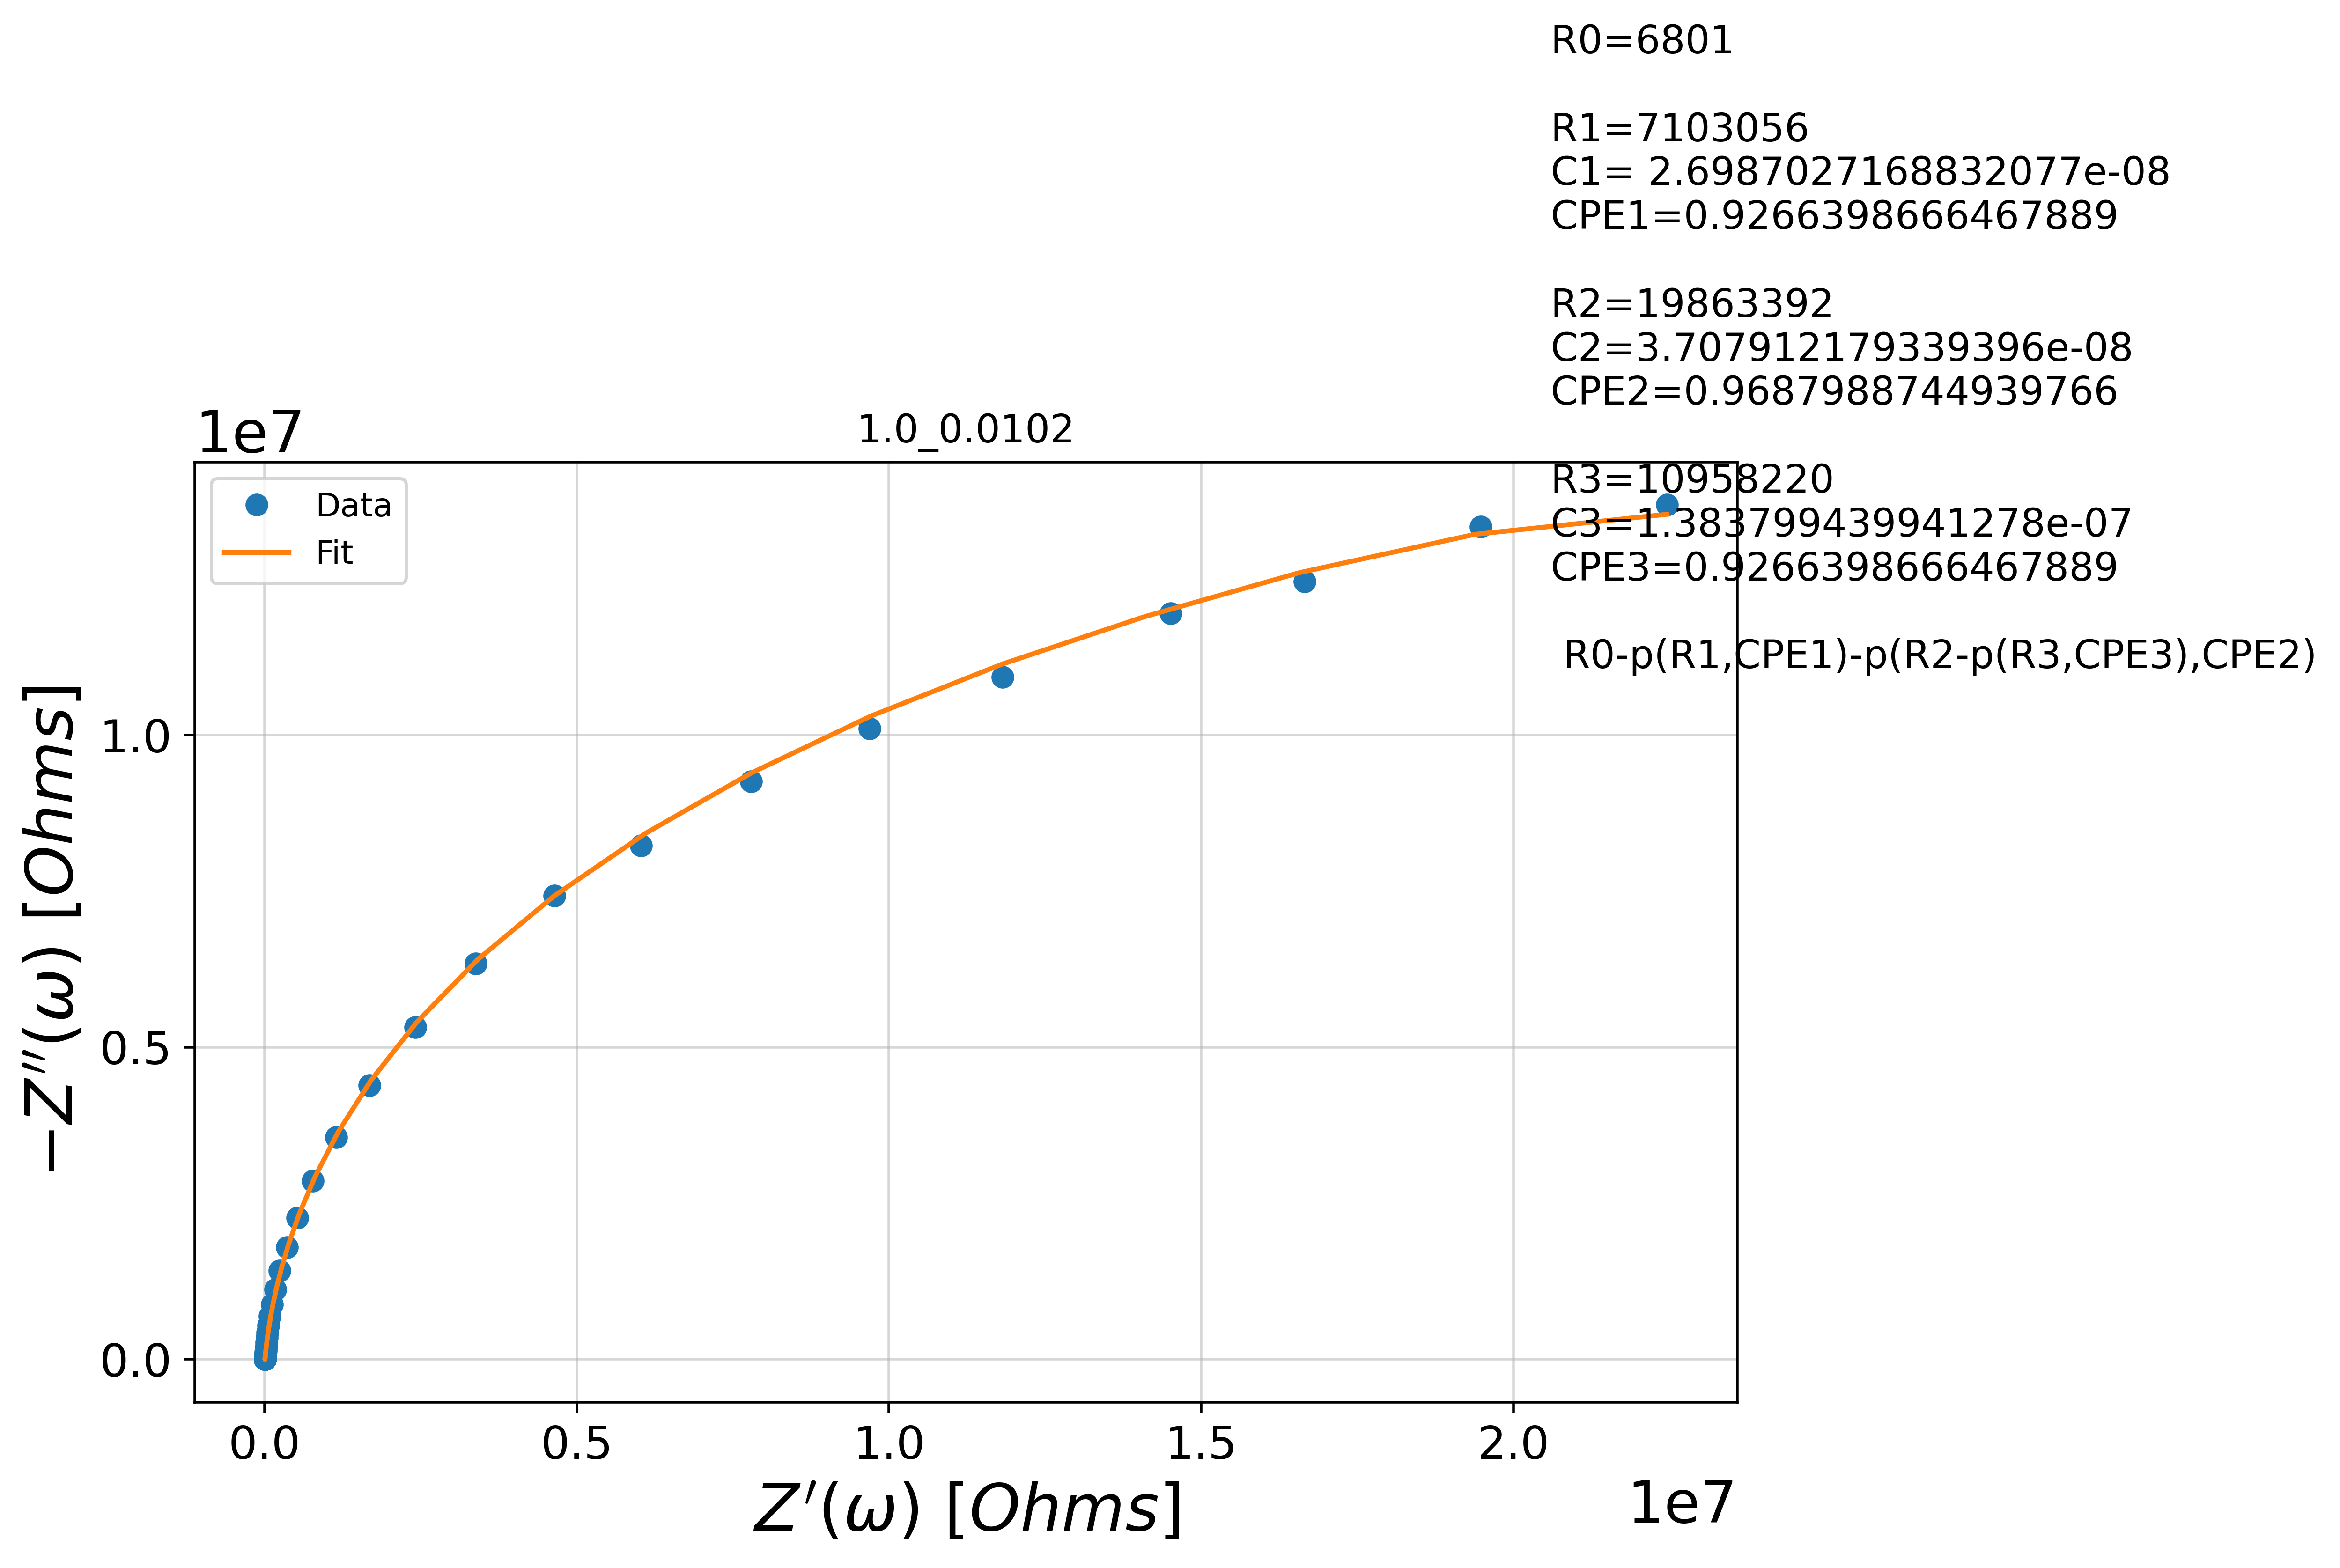 R0=6801
R1=7103056
C1= 2.6987027168832077e-08
CPE1=0.9266398666467889
R2=19863392
C2=3.707912179339396e-08
CPE2=0.9687988744939766
1e7
1.0_0.0102
R3=10958220
C3=1.3837994399412​78e-07
CPE3=0.9266398666467889
R0-p(R1,CPE1)-p(R2-p(R3,CPE3),CPE2)
Data
Fit
−Z′′(ω) [Ohms]
1.0
0.5
0.0
0.0 0.5 1.0 1.5 2.0
Z′(ω) [Ohms]
1e7